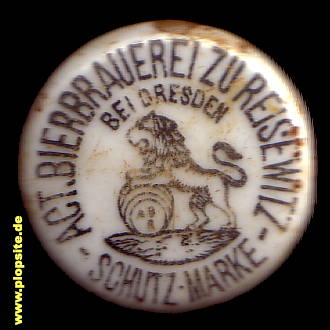 ACT. BIERBRAUEREI ZU REISEWITZ
BEI DRESDEN
- SCHUTZ-MARKE -
www.plopsite.de